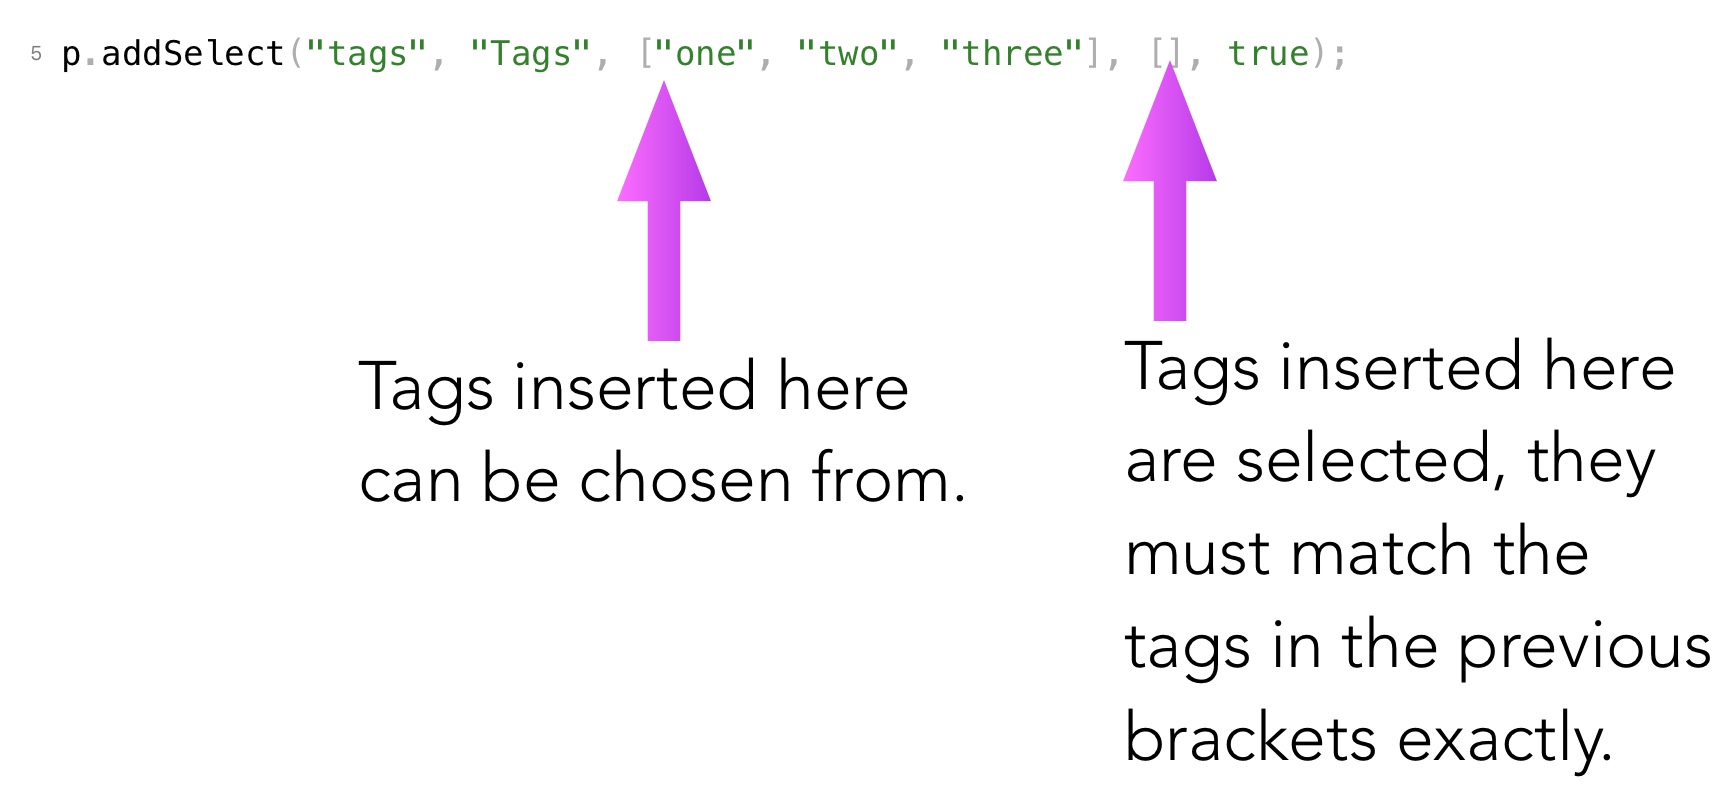 5 p.addSelect("tags", "Tags", ["one", "two", "three"], [], true);
Tags inserted here
can be chosen from.
Tags inserted here
are selected, they
must match the
tags in the previous
brackets exactly.